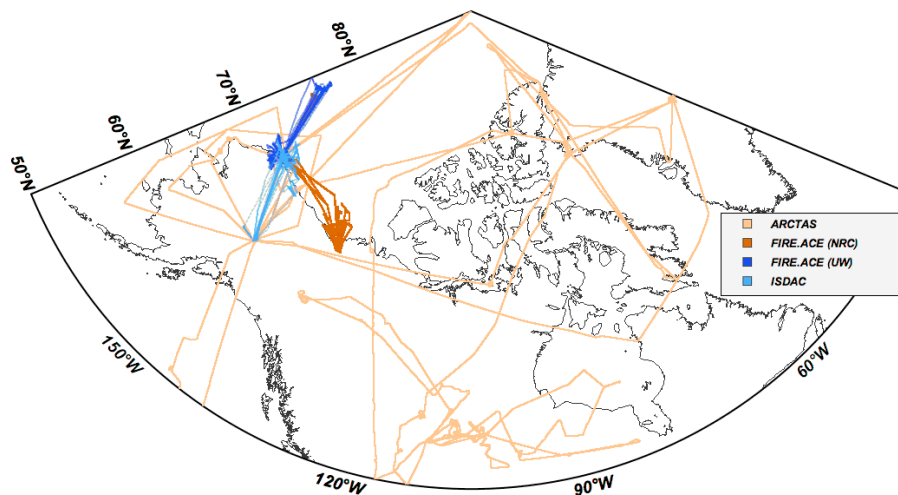 80°N
70°N
60°N
50°N
ARCTAS
FIRE.ACE (NRC)
FIRE.ACE (UW)
ISDAC
150°W
120°W
90°W
60°W